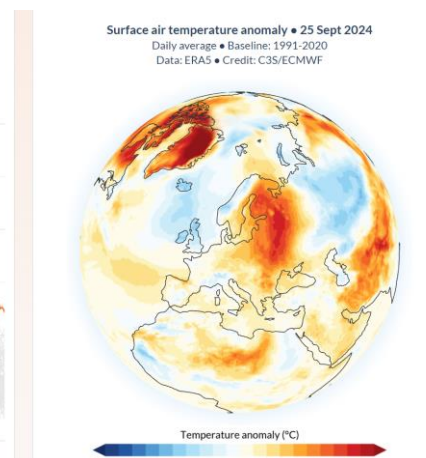 Surface air temperature anomaly • 25 Sept 2024
Daily average • Baseline: 1991-2020
Data: ERA5 • Credit: C3S/ECMWF
Temperature anomaly (°C)